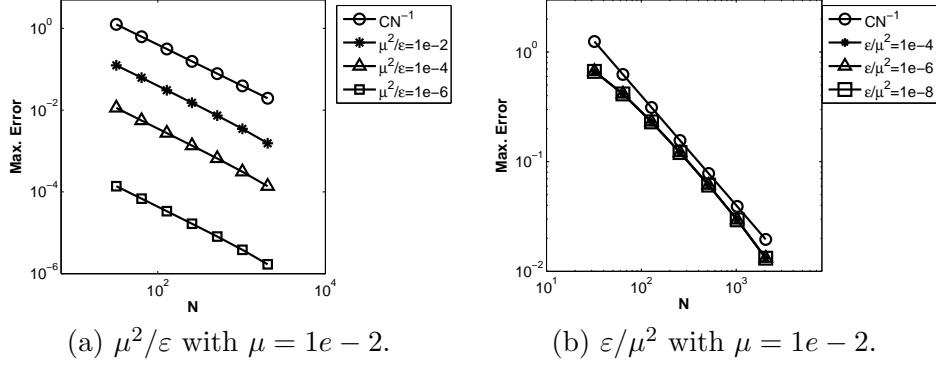 10^0
10^{-2}
10^{-4}
10^{-6}
Max. Error
10^2
10^4
N
CN^{-1}
μ^2/ε=1e−2
μ^2/ε=1e−4
μ^2/ε=1e−6
(a) μ^2/ε with μ = 1e − 2.
10^0
10^{-1}
10^{-2}
Max. Error
10^1
10^2
10^3
N
CN^{-1}
ε/μ^2=1e−4
ε/μ^2=1e−6
ε/μ^2=1e−8
(b) ε/μ^2 with μ = 1e − 2.